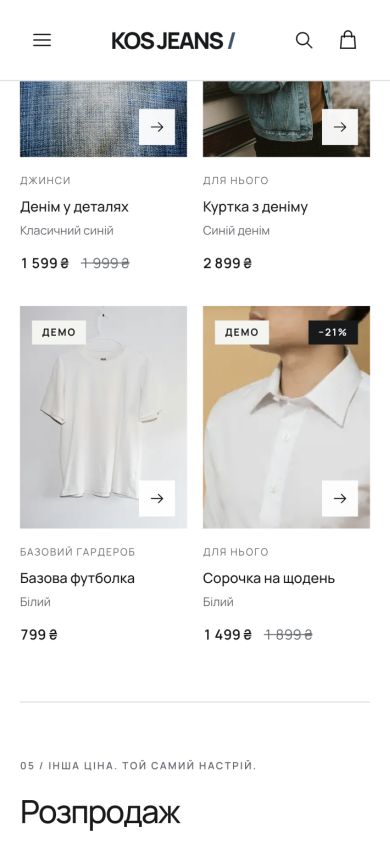 KOS JEANS /
ДЖИНСИ
Денім у деталях
Класичний синій
1 599 ₴ 1 999 ₴
ДЛЯ НЬОГО
Куртка з деніму
Синій денім
2 899 ₴
ДЕМО
БАЗОВИЙ ГАРДЕРОБ
Базова футболка
Білий
799 ₴
ДЕМО
−21%
ДЛЯ НЬОГО
Сорочка на щодень
Білий
1 499 ₴ 1 899 ₴
05 / ІНША ЦІНА. ТОЙ САМИЙ НАСТРІЙ.
Розпродаж